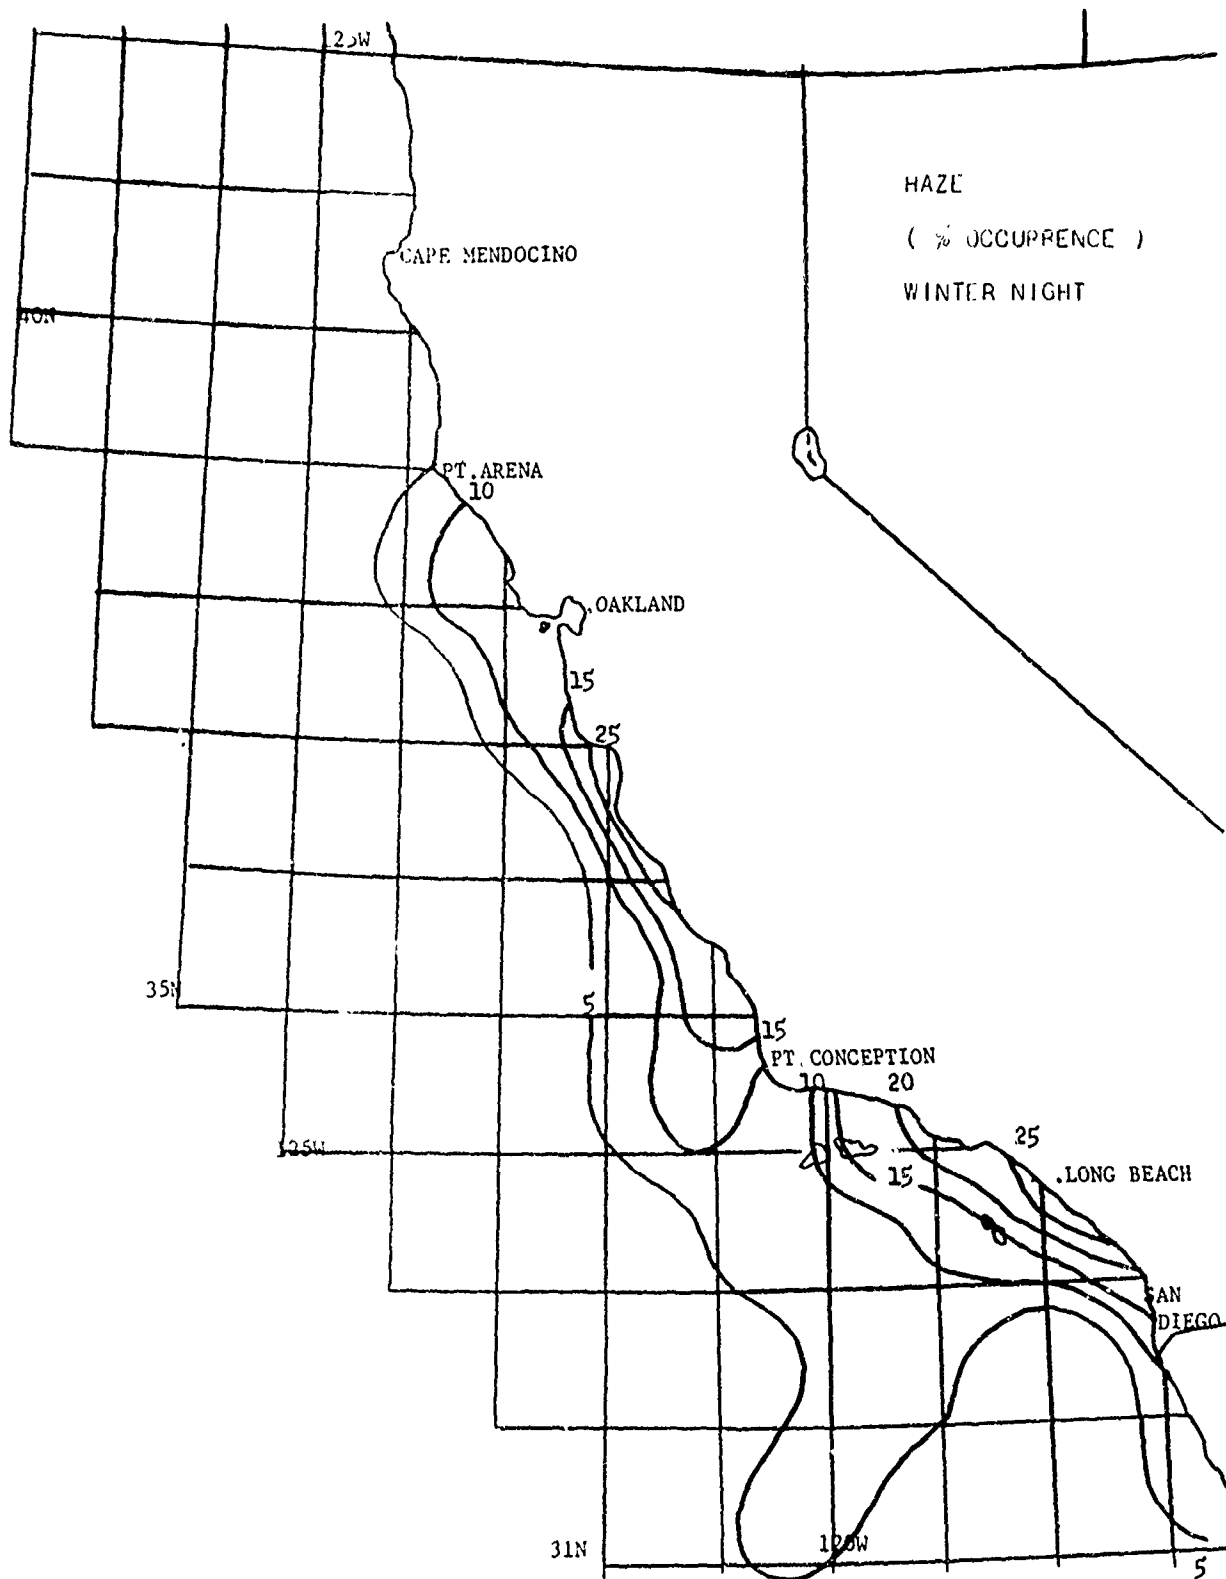 HAZE
( % OCCURRENCE )
WINTER NIGHT
CAPE MENDOCINO
40N
PT.ARENA
10
.OAKLAND
15
25
35N
5
15
PT.CONCEPTION
10
20
125W
25
15
.LONG BEACH
SAN
DIEGO
31N
120W
5